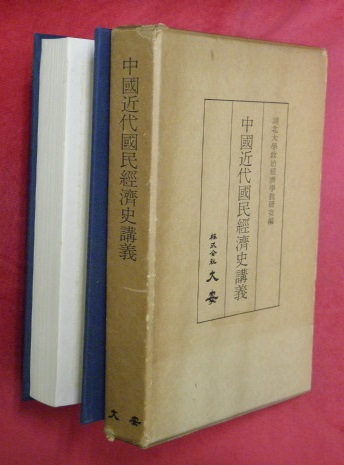 中國近代國民經濟史講義
久安
湖北大學政治經濟學教研室編
中國近代國民經濟史講義
株式会社 久安